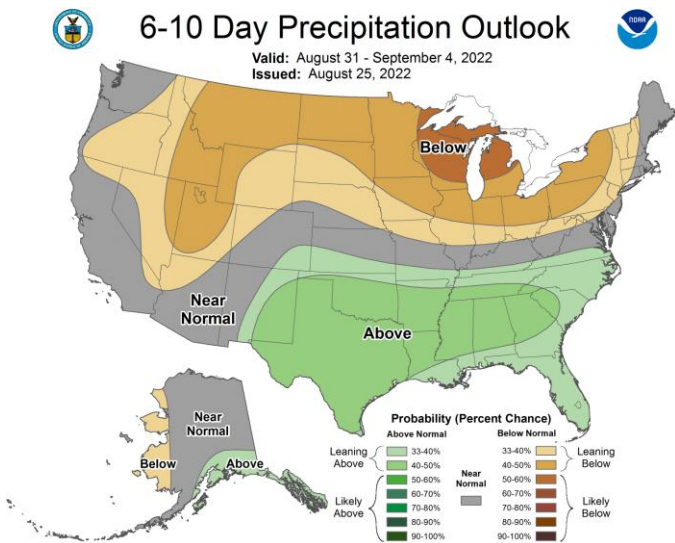 6-10 Day Precipitation Outlook
NOAA
Valid: August 31 - September 4, 2022
Issued: August 25, 2022
Below
Near
Normal
Above
Near
Normal
Below
Above
Probability (Percent Chance)
Above Normal
Below Normal
Leaning
Above
33-40%
40-50%
Likely
Above
50-60%
60-70%
70-80%
80-90%
90-100%
Near
Normal
33-40%
40-50%
Leaning
Below
50-60%
60-70%
70-80%
80-90%
90-100%
Likely
Below